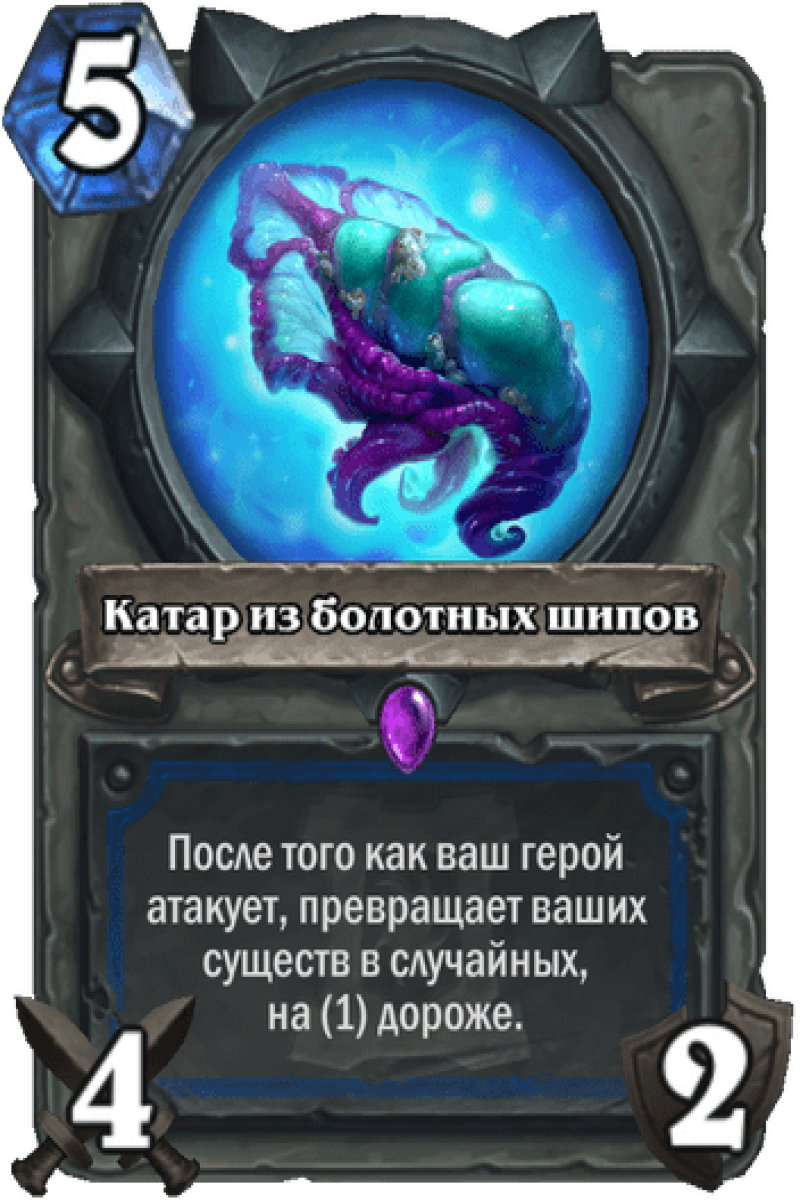 5
Катар из болотных шипов
После того как ваш герой
атакует, превращает ваших
существ в случайных,
на (1) дороже.
4
2